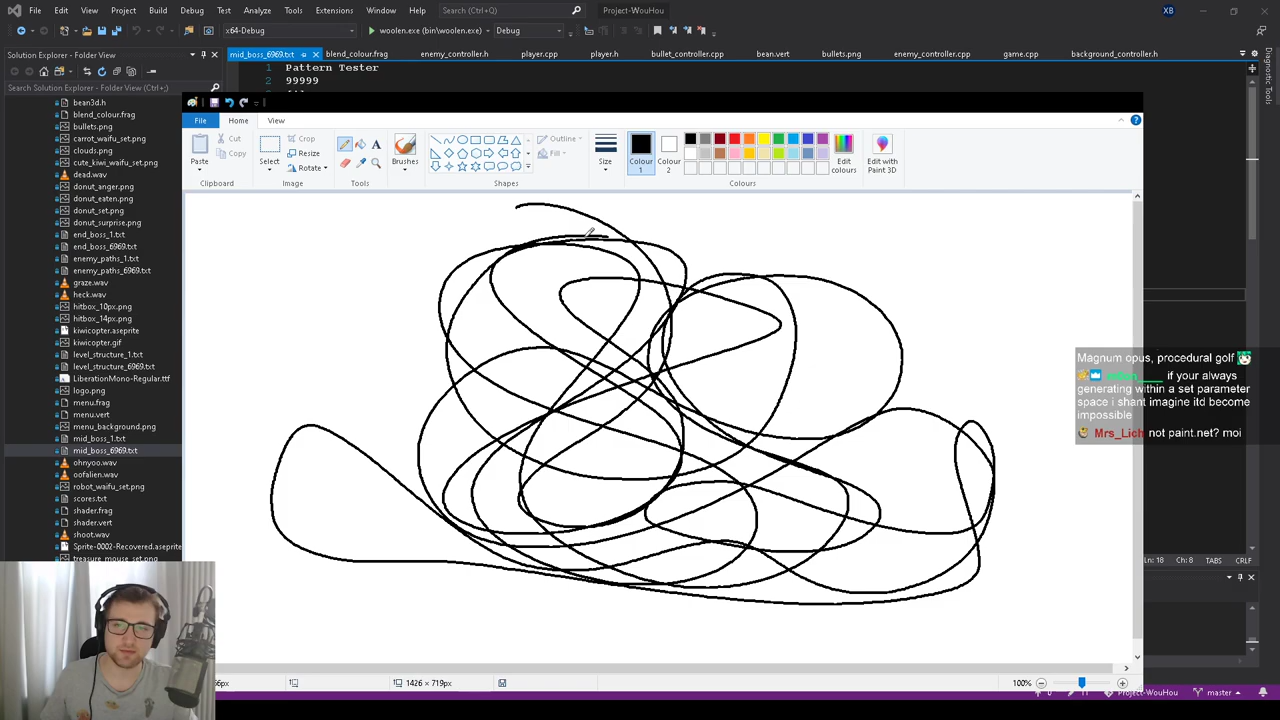 File Edit View Debug Test Analyze Tools Extensions Window Help Search (Ctrl+Q) Project-WouHou XB
x64-Debug woolen.exe (bin\woolen.exe) Debug
Solution Explorer - Folder View
Search Solution Explorer - Folder View (Ctrl+;)
mid_boss_6969.txt blend_colour.frag enemy_controller.h player.cpp player.h bullet_controller.cpp bean.vert bullets.png enemy_controller.cpp game.cpp background_controller.h
Diagnostic Tools
1 Pattern Tester
2 99999
bean3d.h
blend_colour.frag
bullets.png
carrot_waifu_set.png
clouds.png
cute_kiwi_waifu_set.png
dead.wav
donut_anger.png
donut_eaten.png
donut_set.png
donut_surprise.png
end_boss_1.txt
end_boss_6969.txt
enemy_paths_1.txt
enemy_paths_6969.txt
graze.wav
heck.wav
hitbox_10px.png
hitbox_14px.png
kiwicopter.aseprite
kiwicopter.gif
level_structure_1.txt
level_structure_6969.txt
LiberationMono-Regular.ttf
logo.png
menu.frag
menu.vert
menu_background.png
mid_boss_1.txt
mid_boss_6969.txt
ohnyoo.wav
oofalien.wav
robot_waifu_set.png
scores.txt
shader.frag
shader.vert
shoot.wav
Sprite-0002-Recovered.aseprite
treasure_mouse_set.png
File Home View
Paste
Cut
Copy
Clipboard
Select
Crop
Resize
Rotate
Image
A
Tools
Brushes
Outline
Fill
Shapes
Size
Colour 1
Colour 2
Edit colours
Edit with Paint 3D
Colours
Magnum opus, procedural golf
if your always
generating within a set parameter
space i shant imagine itd become
impossible
Mrs_Lich not paint.net? moi
Ln: 18 Ch: 8 TABS CRLF
1426 × 719px
100%
Project-WouHou master